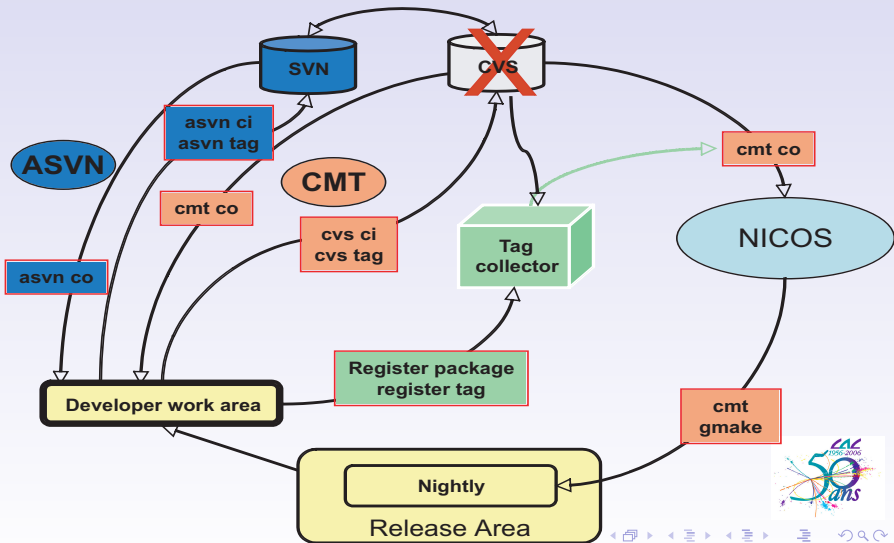 SVN
CVS
asvn ci
asvn tag
ASVN
CMT
cmt co
cmt co
cvs ci
cvs tag
Tag
collector
NICOS
asvn co
Register package
register tag
Developer work area
cmt
gmake
Nightly
Release Area
LAL
1956-2006
50
ans